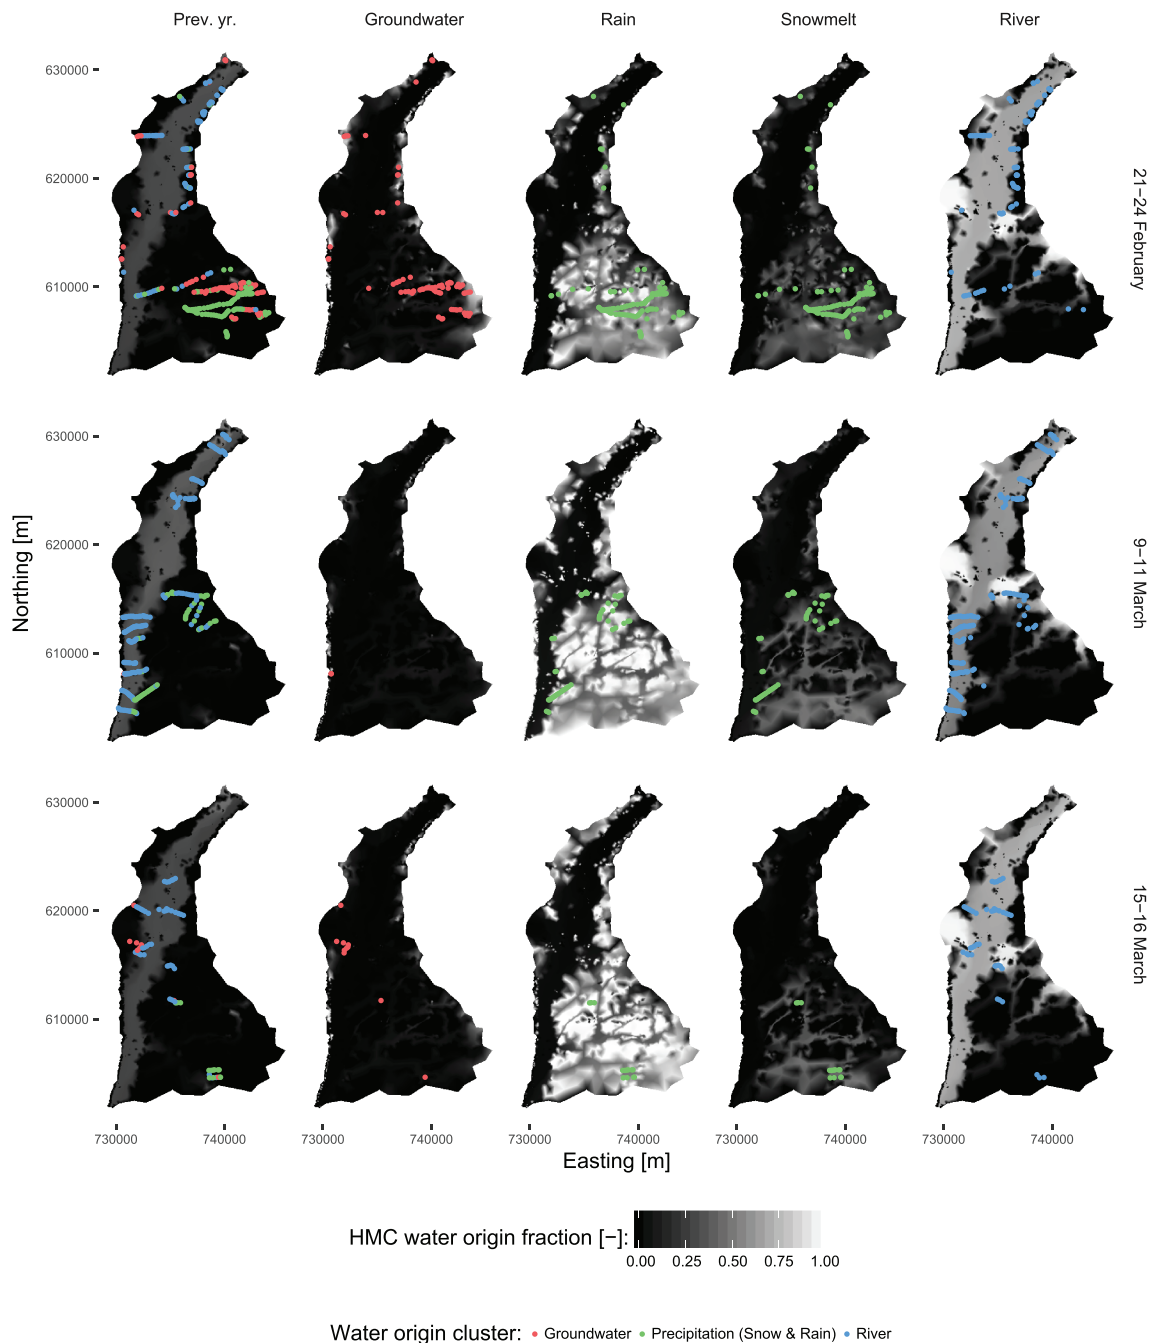 Prev. yr. Groundwater Rain Snowmelt River
630000
620000
610000
21−24 February
630000
620000
610000
9−11 March
630000
620000
610000
15−16 March
Northing [m]
730000 740000 730000 740000 730000 740000 730000 740000 730000 740000
Easting [m]
HMC water origin fraction [−]:
0.00 0.25 0.50 0.75 1.00
Water origin cluster: Groundwater Precipitation (Snow & Rain) River